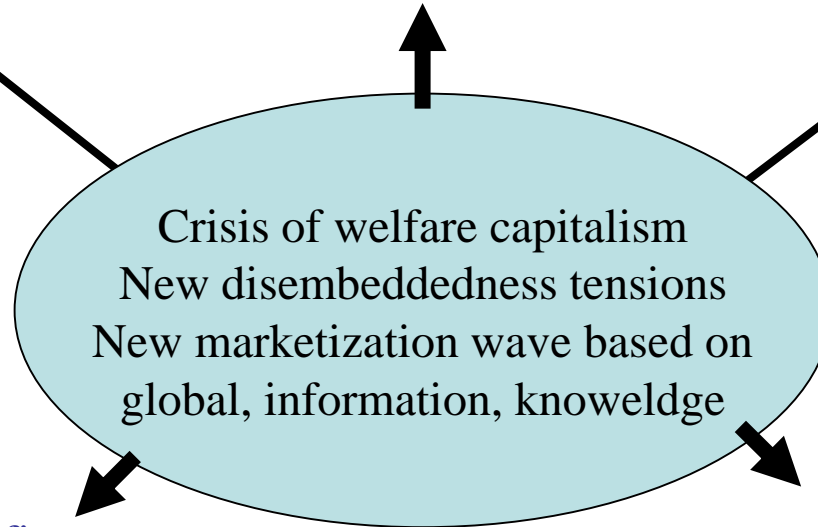 Crisis of welfare capitalism
New disembeddedness tensions
New marketization wave based on
global, information, knoweldge